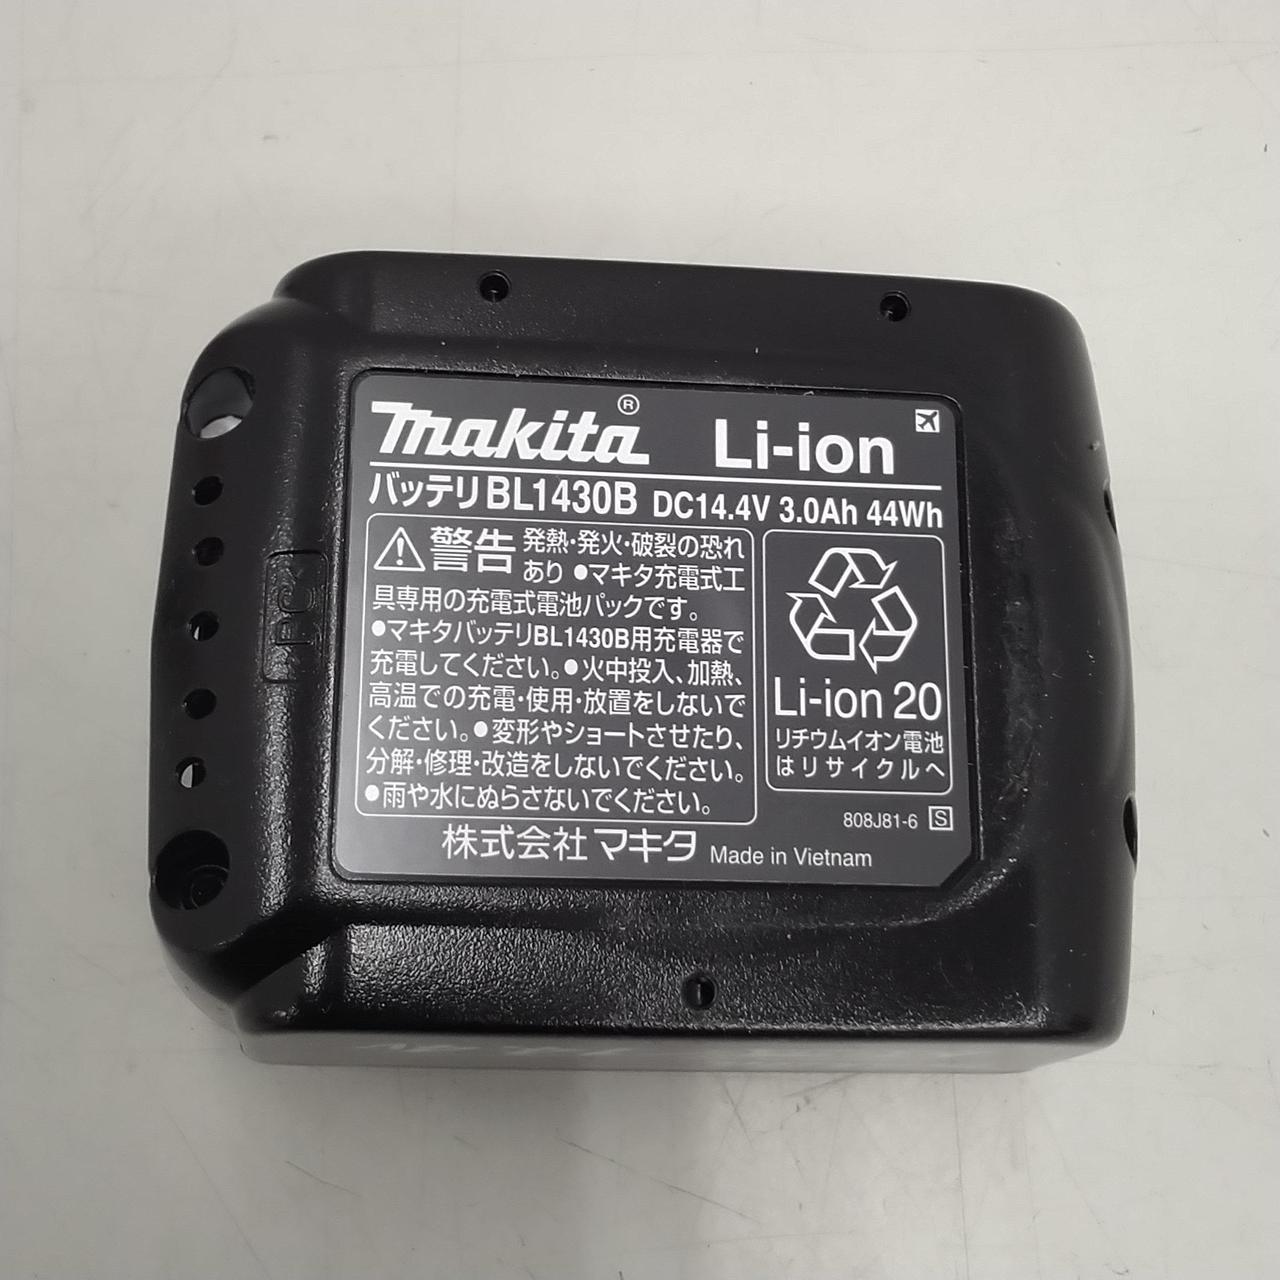 makita® Li-ion
バッテリBL1430B DC14.4V 3.0Ah 44Wh
警告 発熱・発火・破裂の恐れ
あり ●マキタ充電式工
具専用の充電式電池パックです。
●マキタバッテリBL1430B用充電器で
充電してください。●火中投入、加熱、
高温での充電・使用・放置をしないで
ください。●変形やショートさせたり、
分解・修理・改造をしないでください。
●雨や水にぬらさないでください。
Li-ion 20
リチウムイオン電池
はリサイクルへ
808J81-6 S
株式会社マキタ Made in Vietnam